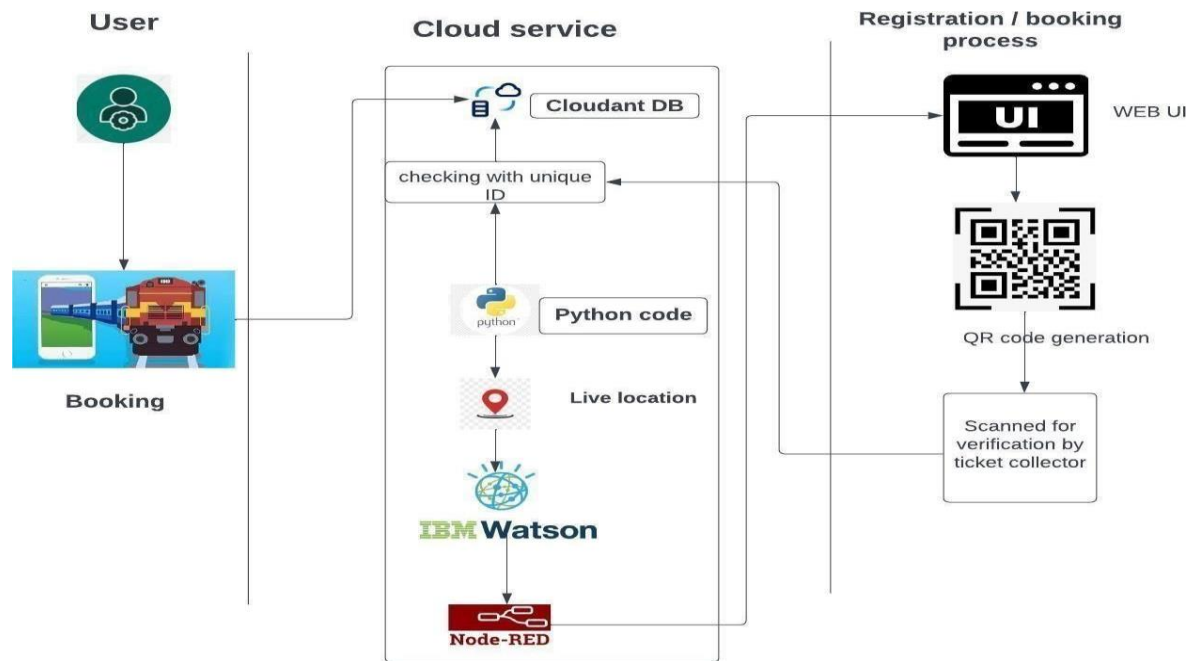 User
Cloud service
Registration / booking
process
Cloudant DB
UI
WEB UI
checking with unique
ID
python
Python code
QR code generation
Booking
Live location
Scanned for
verification by
ticket collector
IBM Watson
Node-RED